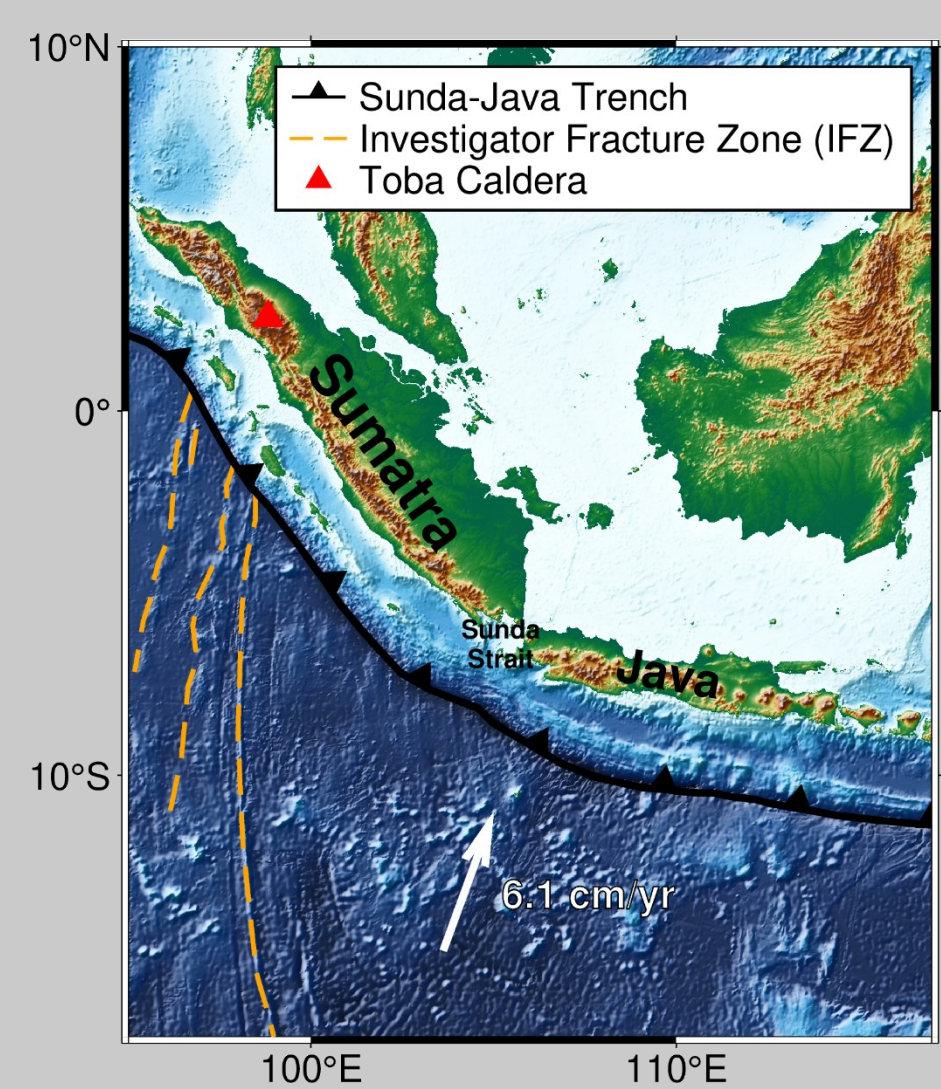 10°N
Sunda-Java Trench
Investigator Fracture Zone (IFZ)
Toba Caldera
Sumatra
0°
Sunda
Strait
Java
10°S
6.1 cm/yr
100°E
110°E